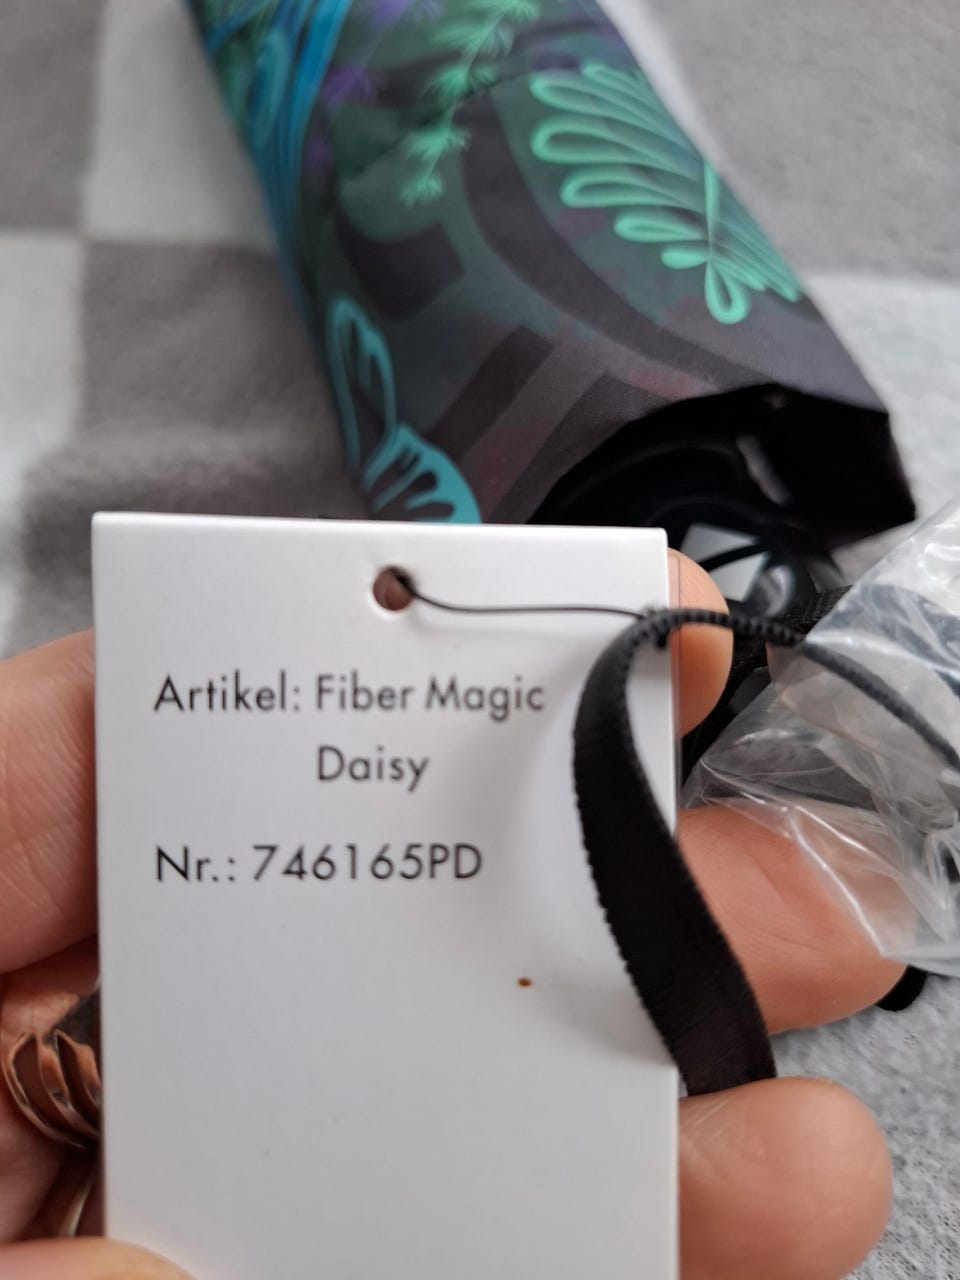 Artikel: Fiber Magic
Daisy
Nr.: 746165PD